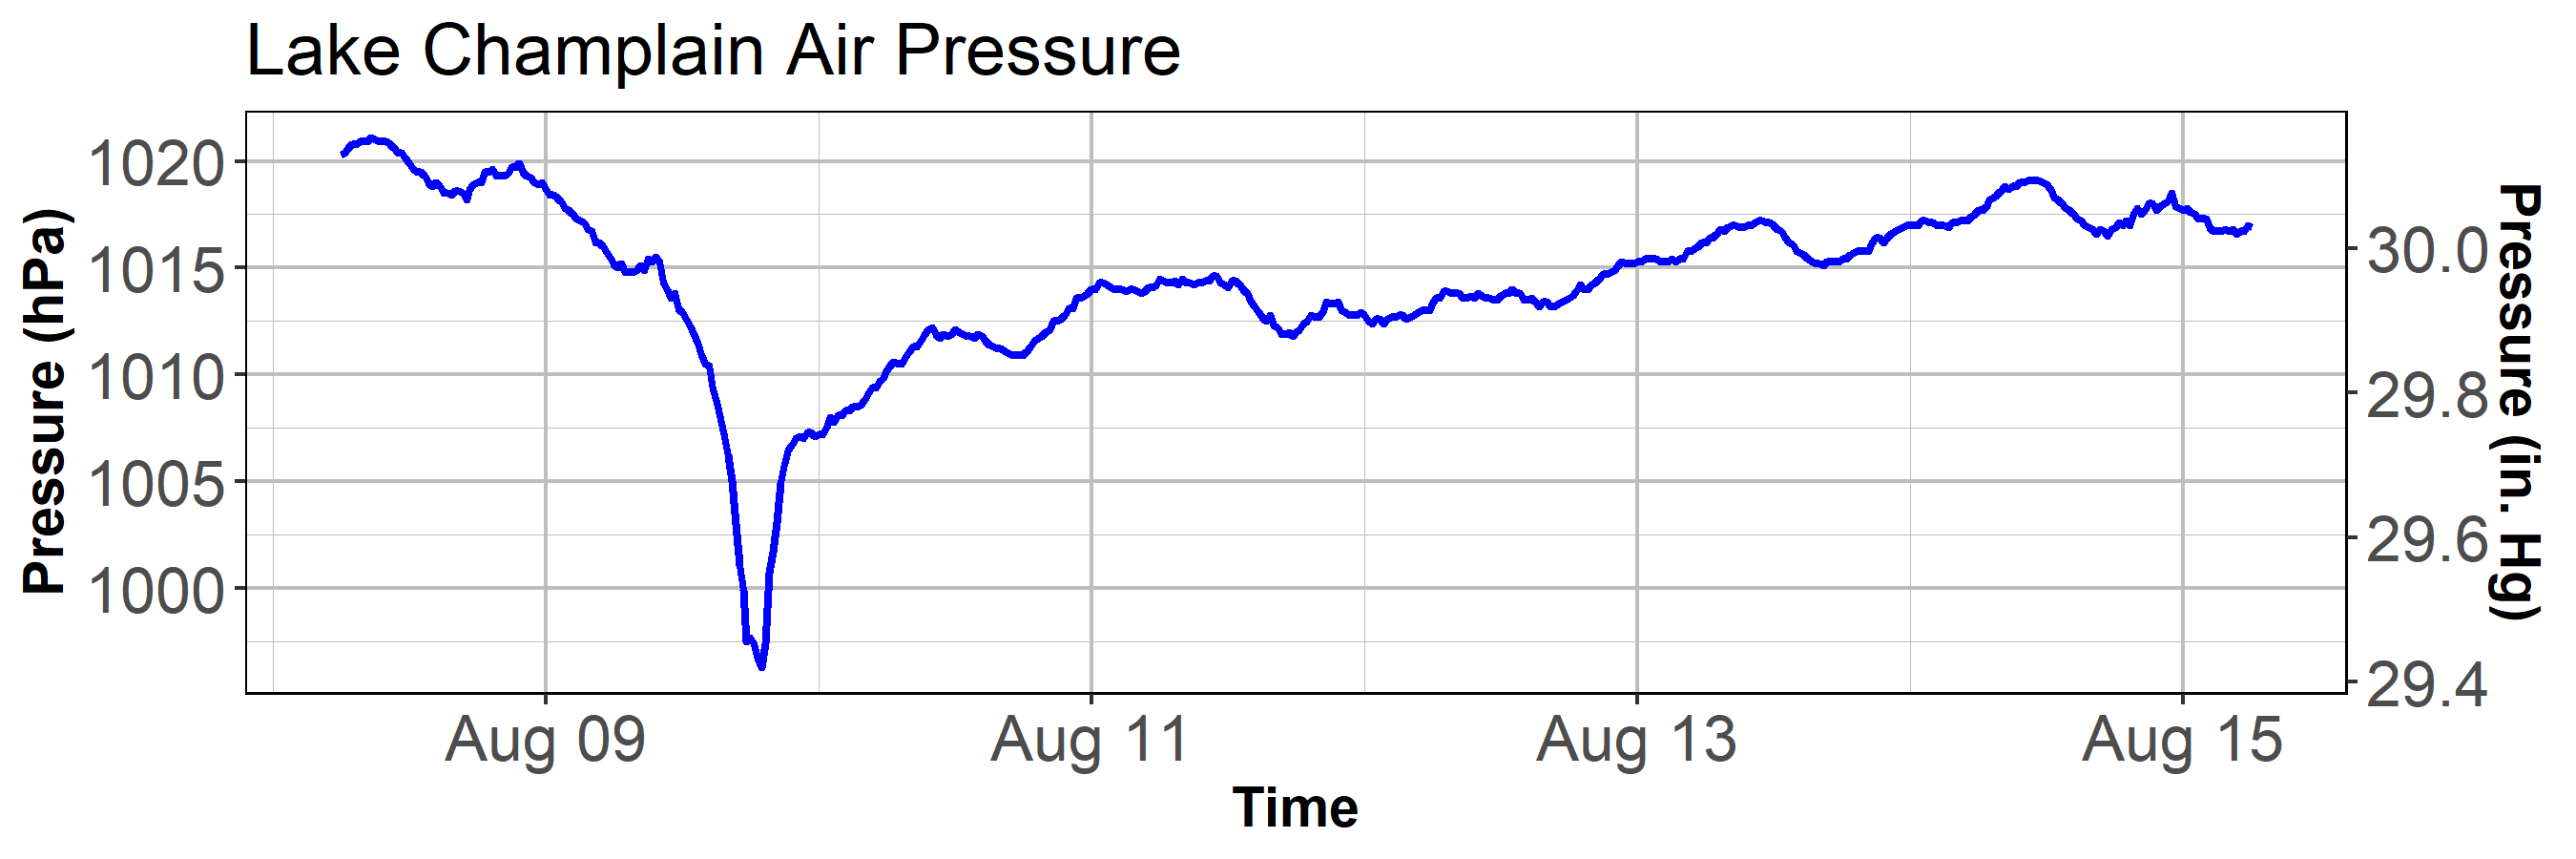 Lake Champlain Air Pressure
Pressure (hPa)
1020
1015
1010
1005
1000
30.0
29.8
29.6
29.4
Pressure (in. Hg)
Aug 09
Aug 11
Aug 13
Aug 15
Time